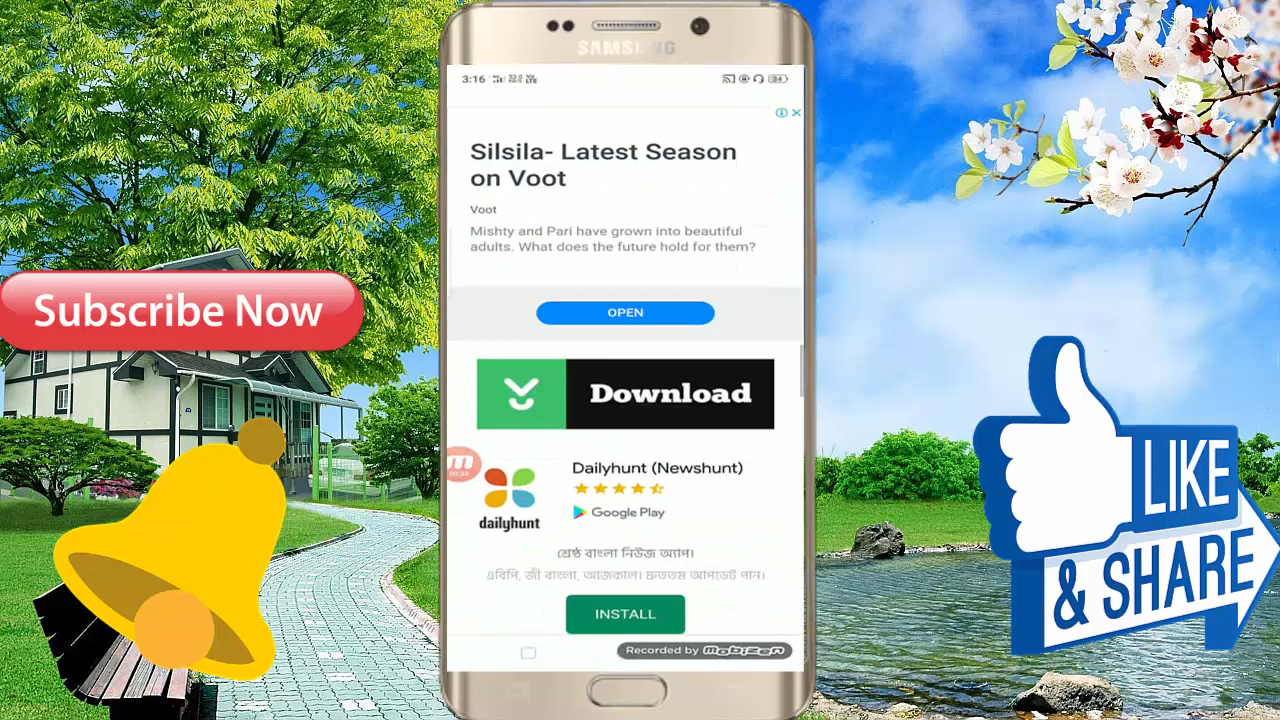 SAMSUNG
3:16
Silsila- Latest Season
on Voot
Voot
Mishty and Pari have grown into beautiful
adults. What does the future hold for them?
OPEN
Download
Dailyhunt (Newshunt)
Google Play
dailyhunt
শ্রেষ্ঠ বাংলা নিউজ অ্যাপ।
এবিপি, জী বাংলা, আজকাল। দ্রুততম আপডেট পান।
INSTALL
Recorded by mobizen
Subscribe Now
LIKE
& SHARE